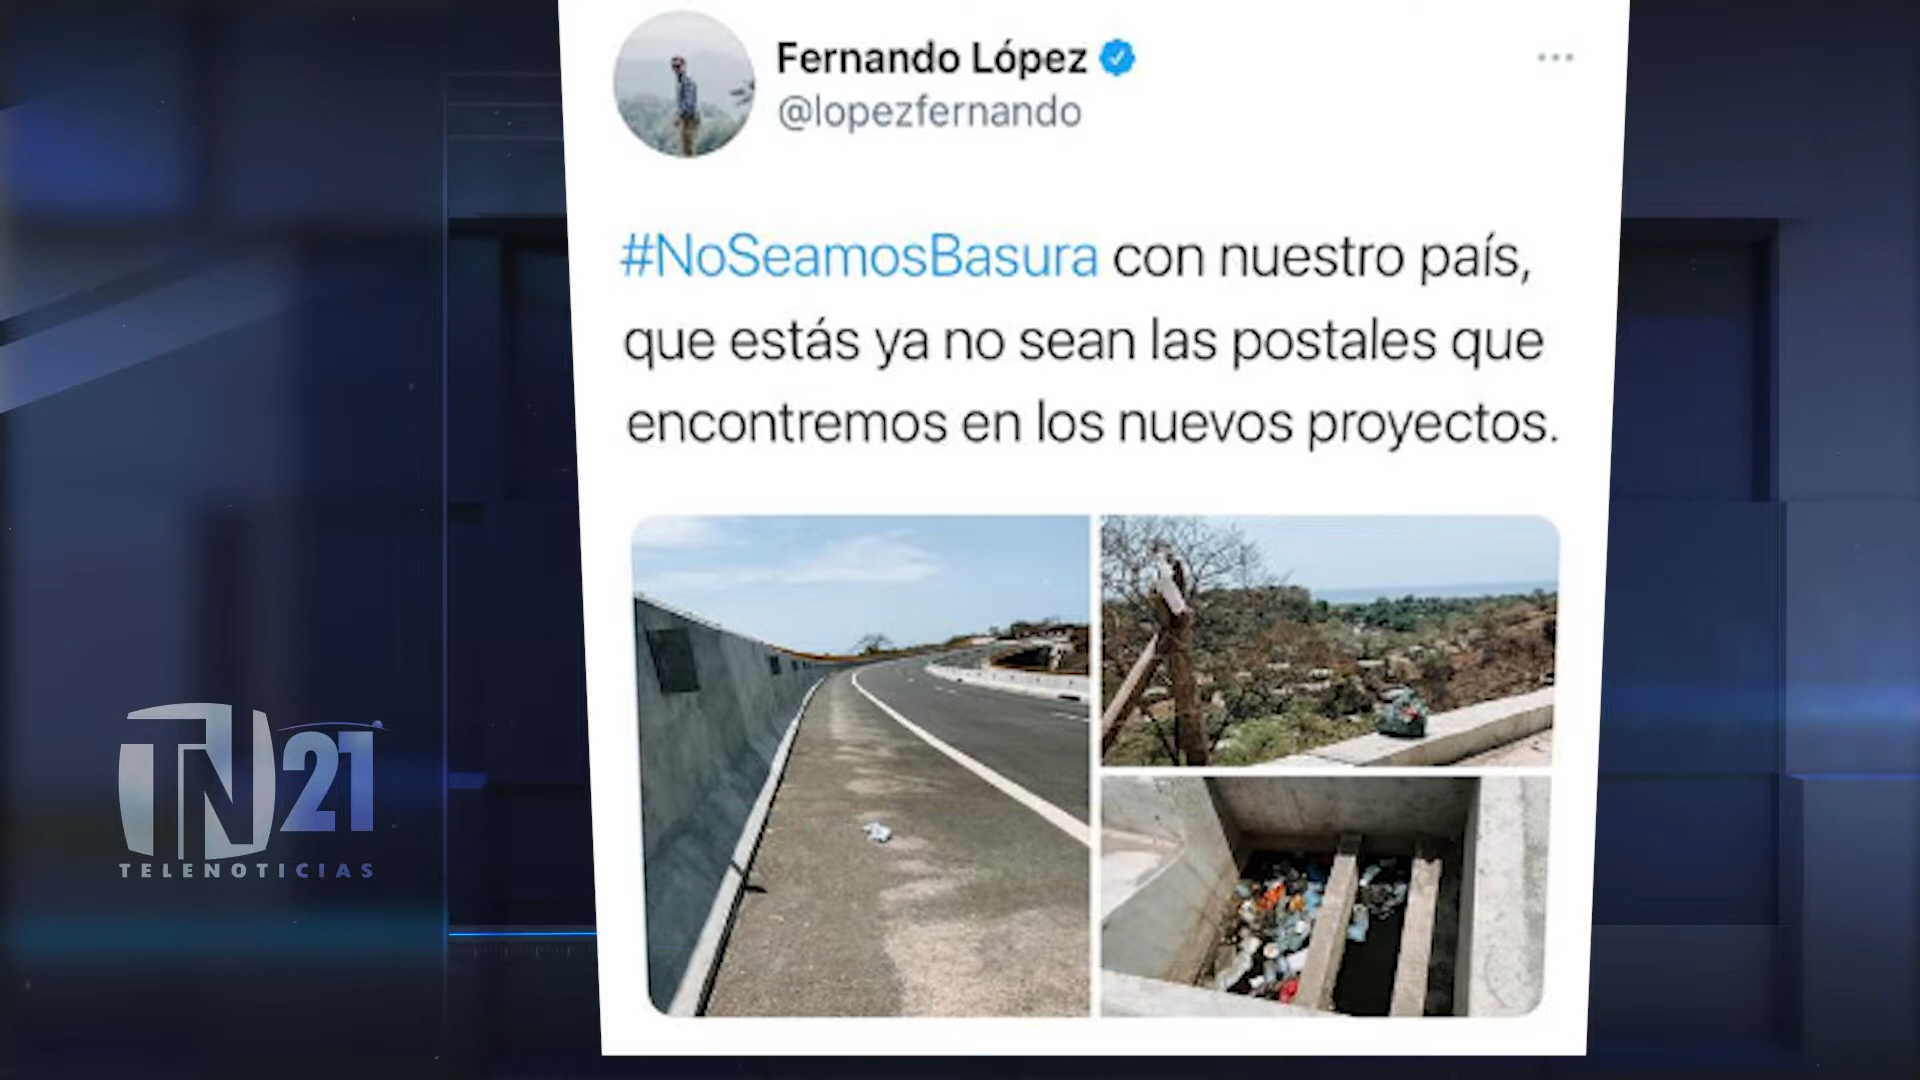 Fernando López
@lopezfernando
#NoSeamosBasura con nuestro país,
que estás ya no sean las postales que
encontremos en los nuevos proyectos.
TN21
TELENOTICIAS